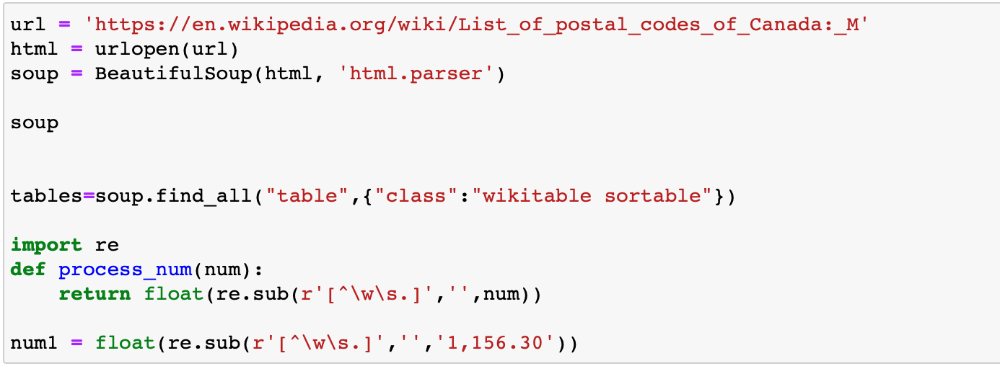 url = 'https://en.wikipedia.org/wiki/List_of_postal_codes_of_Canada:_M'
html = urlopen(url)
soup = BeautifulSoup(html, 'html.parser')
soup
tables=soup.find_all("table",{"class":"wikitable sortable"})
import re
def process_num(num):
    return float(re.sub(r'[^\w\s.]','',num))
num1 = float(re.sub(r'[^\w\s.]','','1,156.30'))